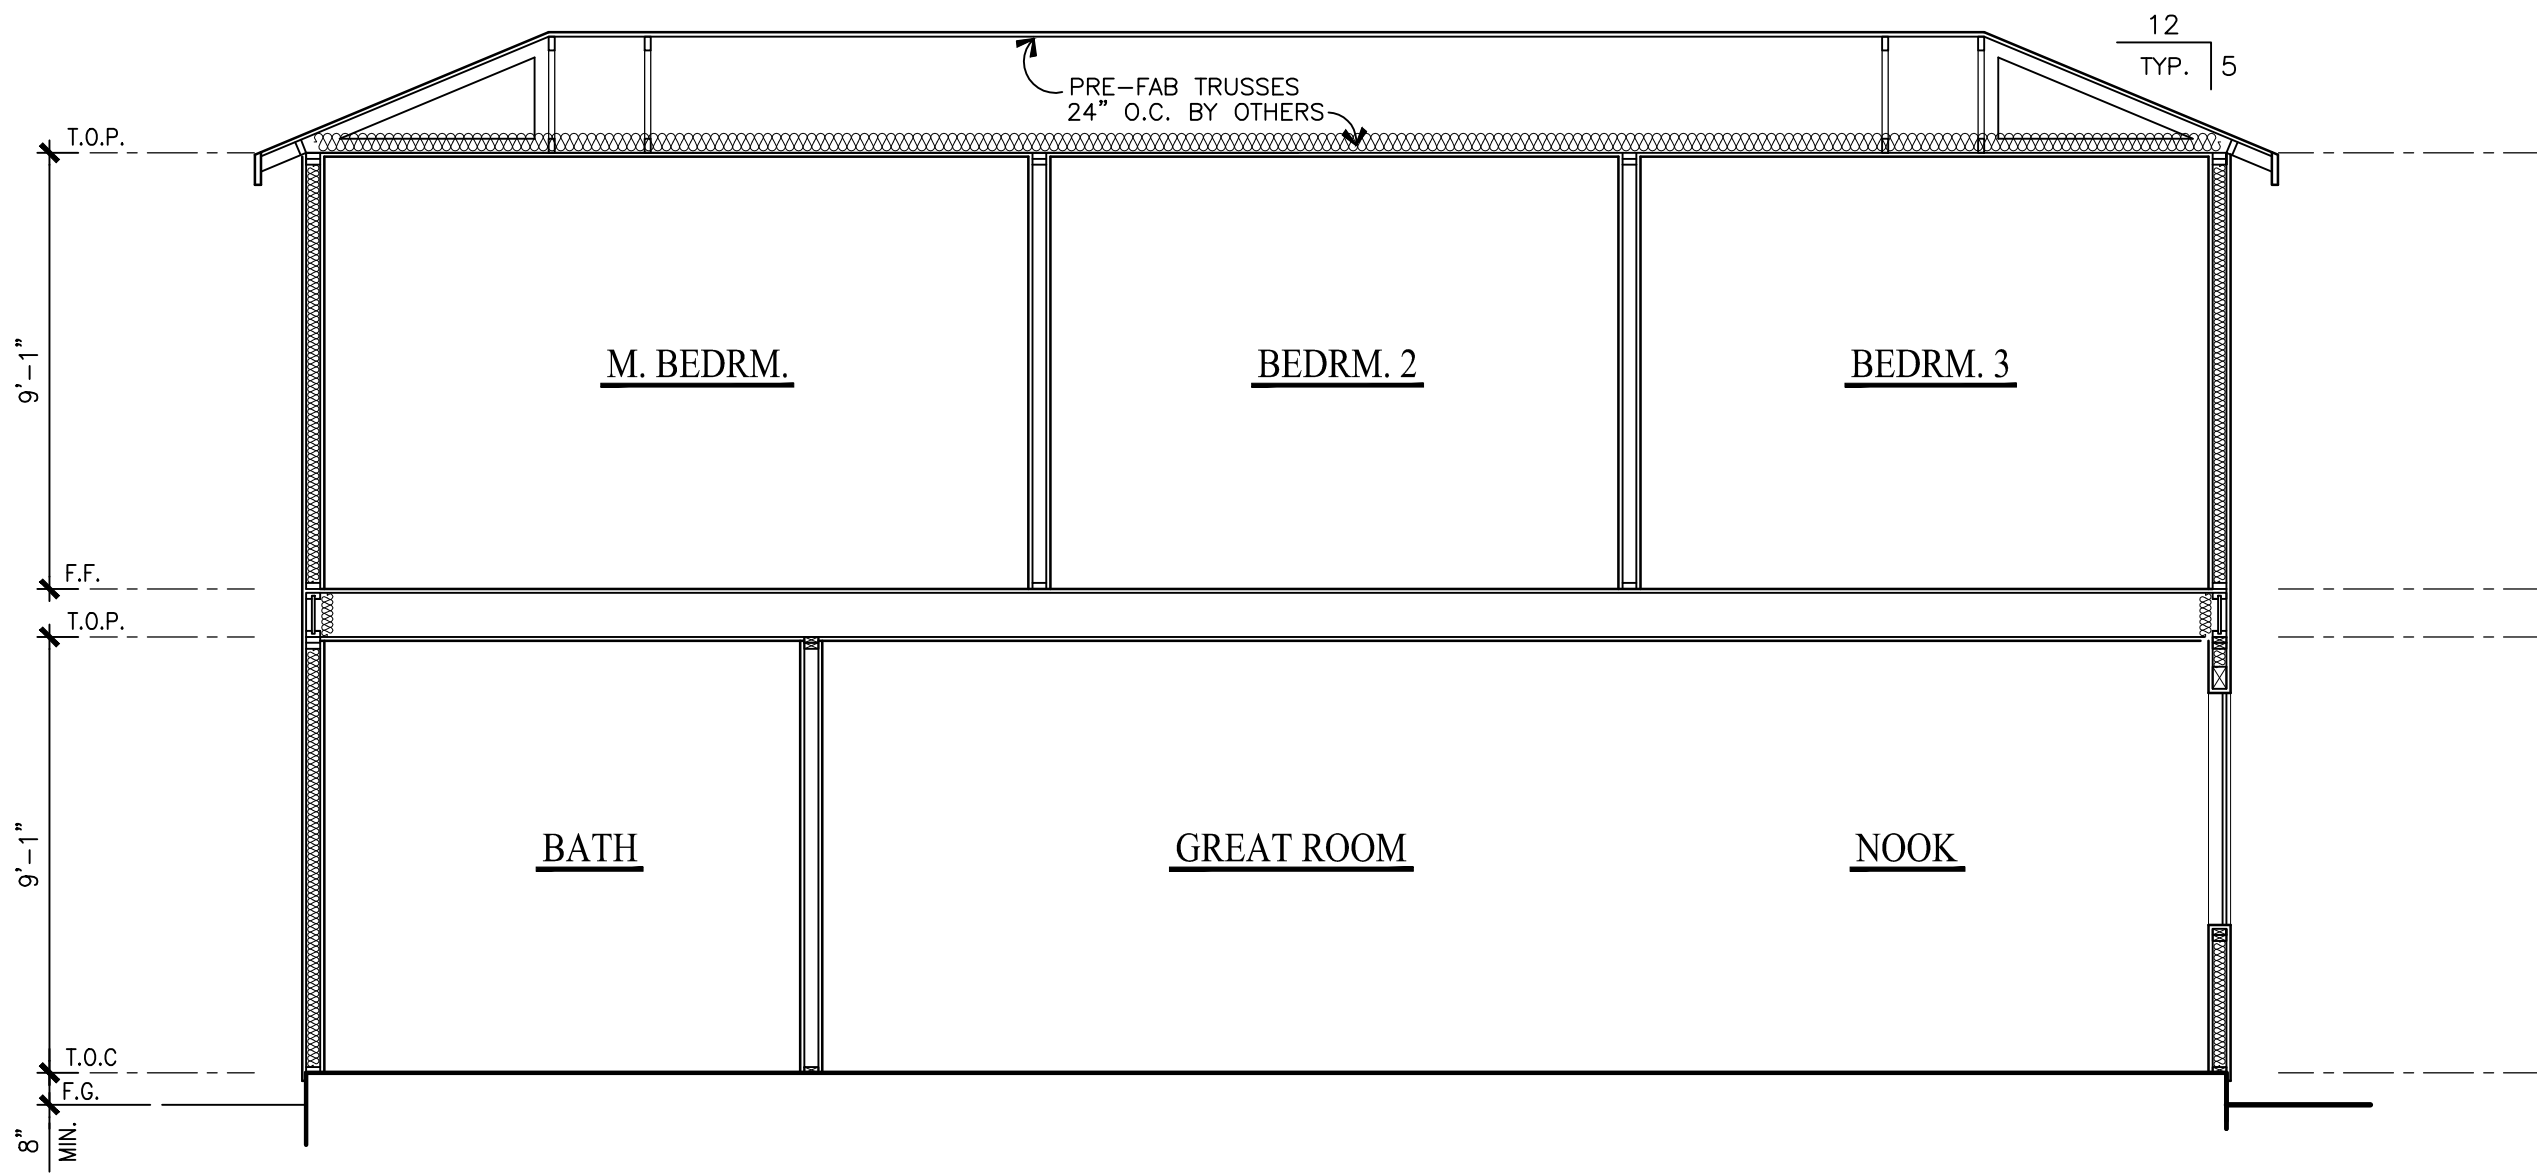 12
TYP. 5
PRE-FAB TRUSSES
24" O.C. BY OTHERS
T.O.P.
9'-1"
M. BEDRM.
BEDRM. 2
BEDRM. 3
F.F.
T.O.P.
9'-1"
BATH
GREAT ROOM
NOOK
T.O.C
F.G.
8"
MIN.